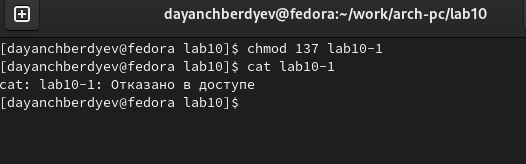 dayanchberdyev@fedora:~/work/arch-pc/lab10
[dayanchberdyev@fedora lab10]$ chmod 137 lab10-1
[dayanchberdyev@fedora lab10]$ cat lab10-1
cat: lab10-1: Отказано в доступе
[dayanchberdyev@fedora lab10]$